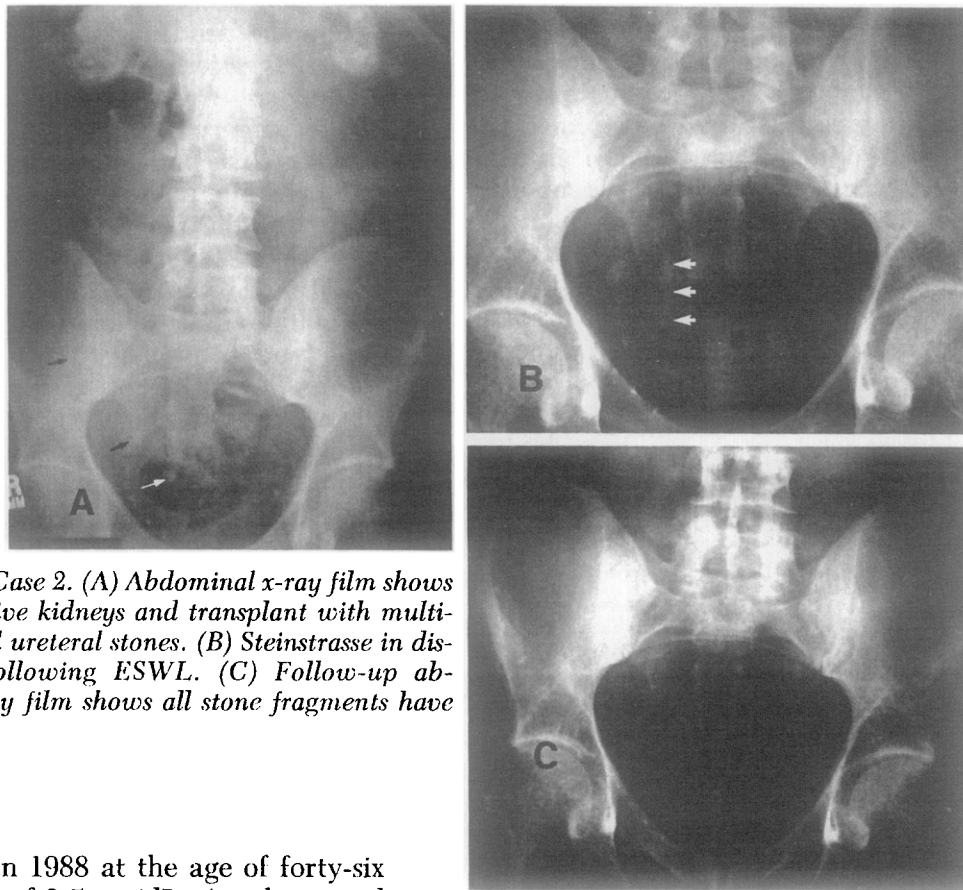 A
B
C
Case 2. (A) Abdominal x-ray film shows
ive kidneys and transplant with multi-
l ureteral stones. (B) Steinstrasse in dis-
ollowing ESWL. (C) Follow-up ab-
y film shows all stone fragments have
n 1988 at the age of forty-six